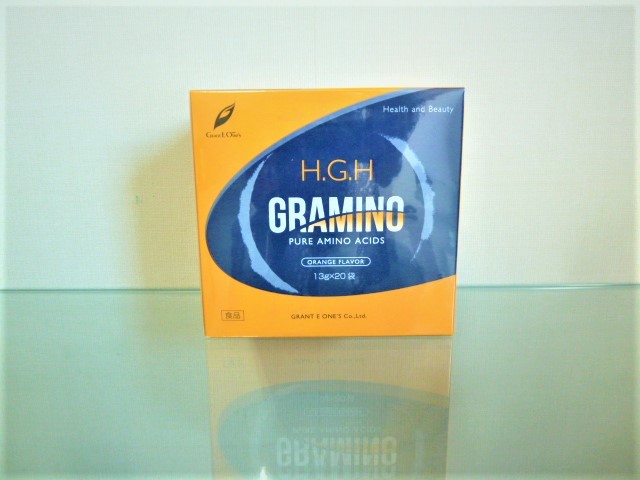 Grant E One's
Health and Beauty
H.G.H
GRAMINO
PURE AMINO ACIDS
ORANGE FLAVOR
13g×20袋
食品
GRANT E ONE'S Co.,Ltd.